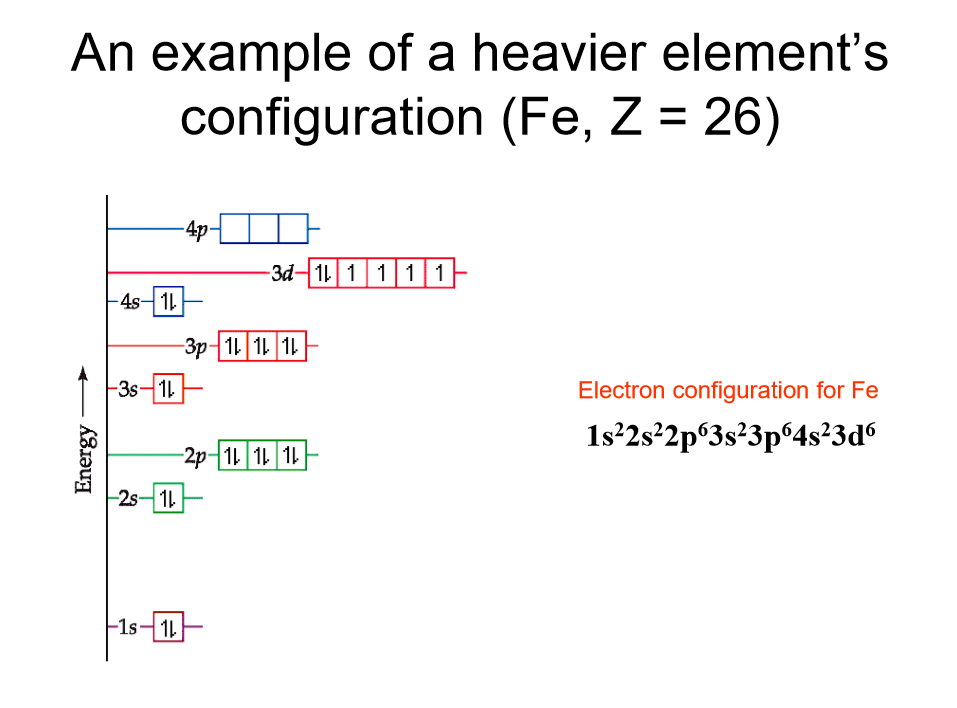 An example of a heavier element's
configuration (Fe, Z = 26)
4p
3d 1⇂ 1 1 1 1
4s 1⇂
3p 1⇂ 1⇂ 1⇂
3s 1⇂
Electron configuration for Fe
1s²2s²2p⁶3s²3p⁶4s²3d⁶
Energy →
2p 1⇂ 1⇂ 1⇂
2s 1⇂
1s 1⇂